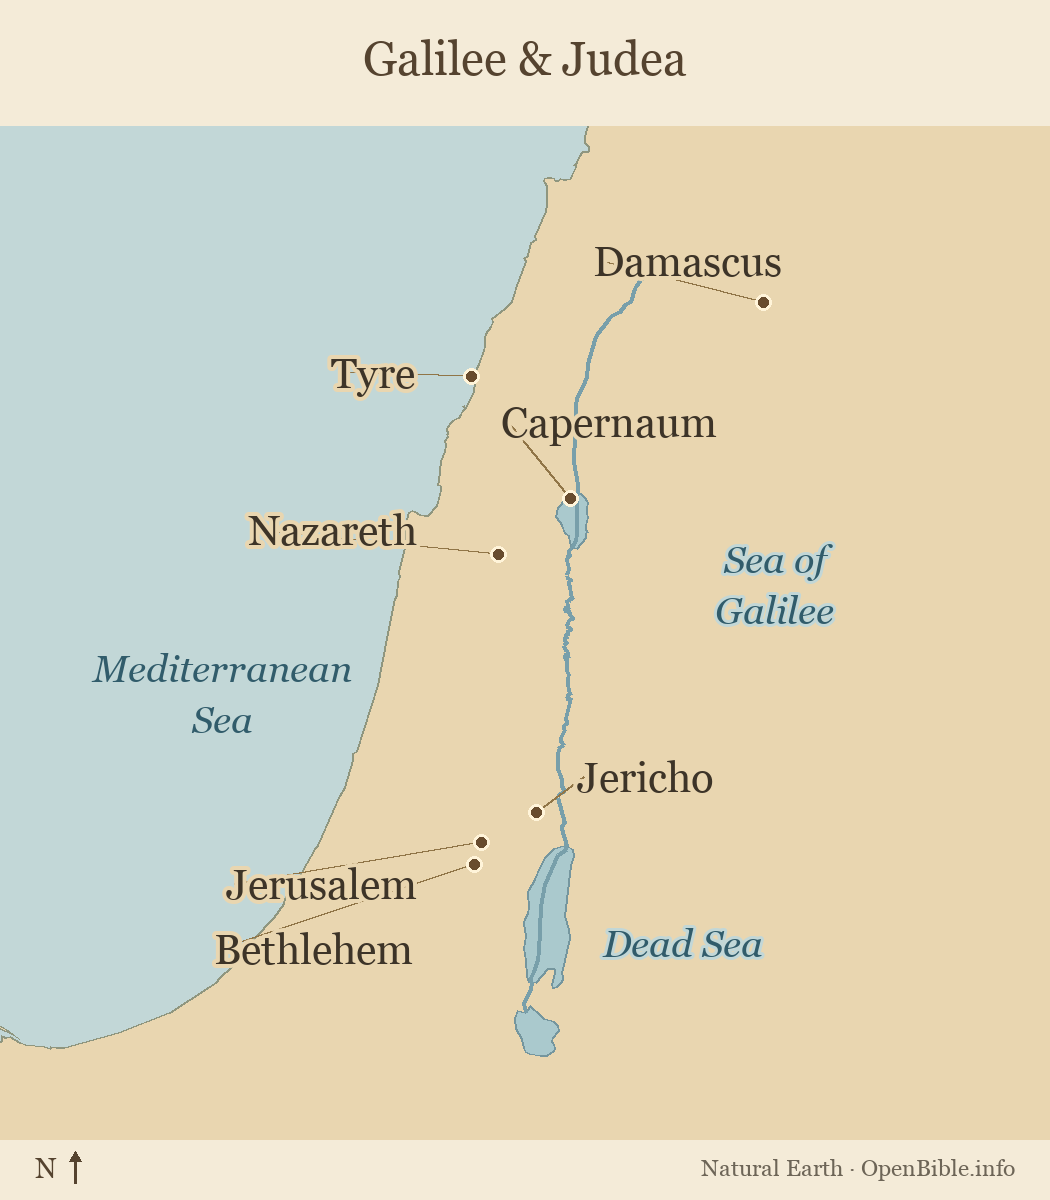 Galilee & Judea
Damascus
Tyre
Capernaum
Nazareth
Sea of
Galilee
Mediterranean
Sea
Jericho
Jerusalem
Bethlehem
Dead Sea
N
Natural Earth · OpenBible.info